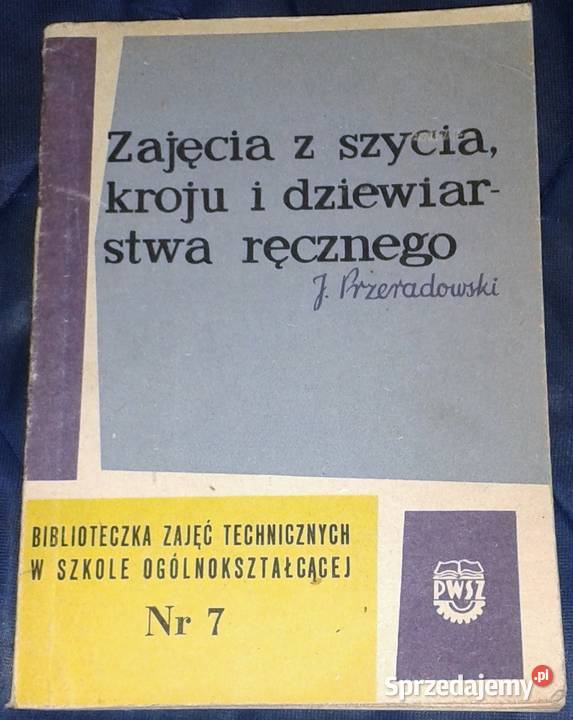 Zajęcia z szycia,
kroju i dziewiar-
stwa ręcznego
J. Przeradowski
BIBLIOTECZKA ZAJĘĆ TECHNICZNYCH
W SZKOLE OGÓLNOKSZTAŁCĄCEJ
Nr 7
PWSZ
Sprzedajemy.pl